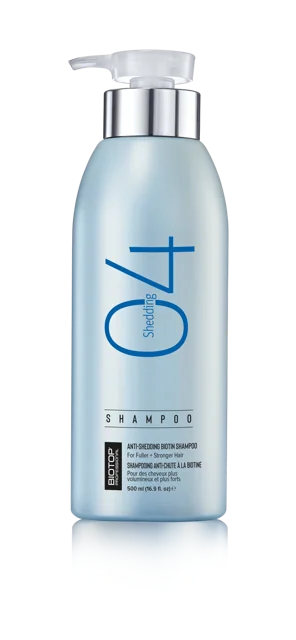 04
Shedding
SHAMPOO
BIOTOP
PROFESSIONAL
ANTI-SHEDDING BIOTIN SHAMPOO
For Fuller + Stronger Hair
SHAMPOOING ANTI-CHUTE À LA BIOTINE
Pour des cheveux plus
volumineux et plus forts
500 ml (16.9 fl. oz) e